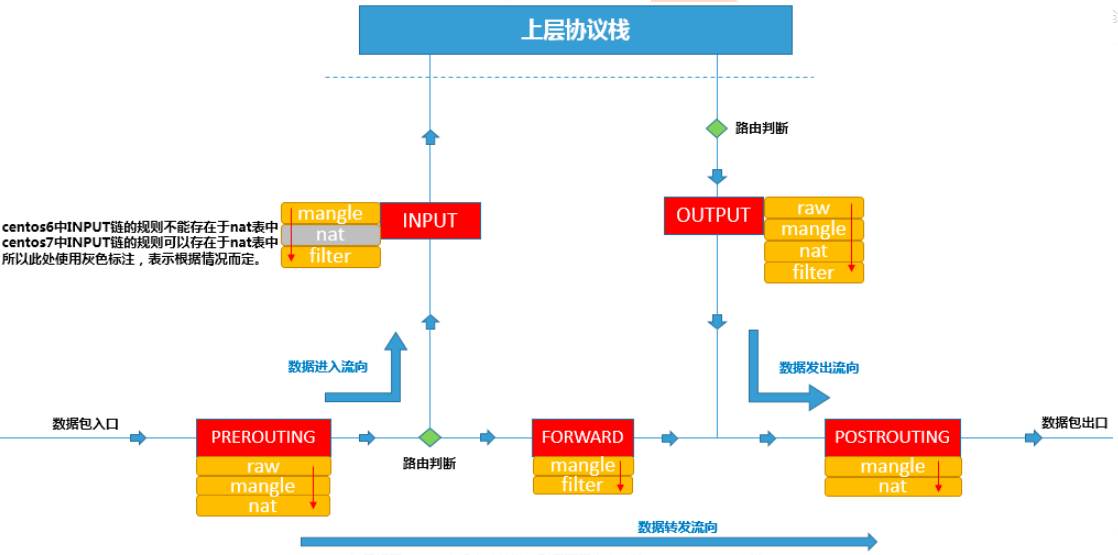 上层协议栈
路由判断
mangle
nat
filter
INPUT
OUTPUT
raw
mangle
nat
filter
centos6中INPUT链的规则不能存在于nat表中
centos7中INPUT链的规则可以存在于nat表中
所以此处使用灰色标注，表示根据情况而定。
数据进入流向
数据发出流向
数据包入口
PREROUTING
raw
mangle
nat
路由判断
FORWARD
mangle
filter
POSTROUTING
mangle
nat
数据包出口
数据转发流向